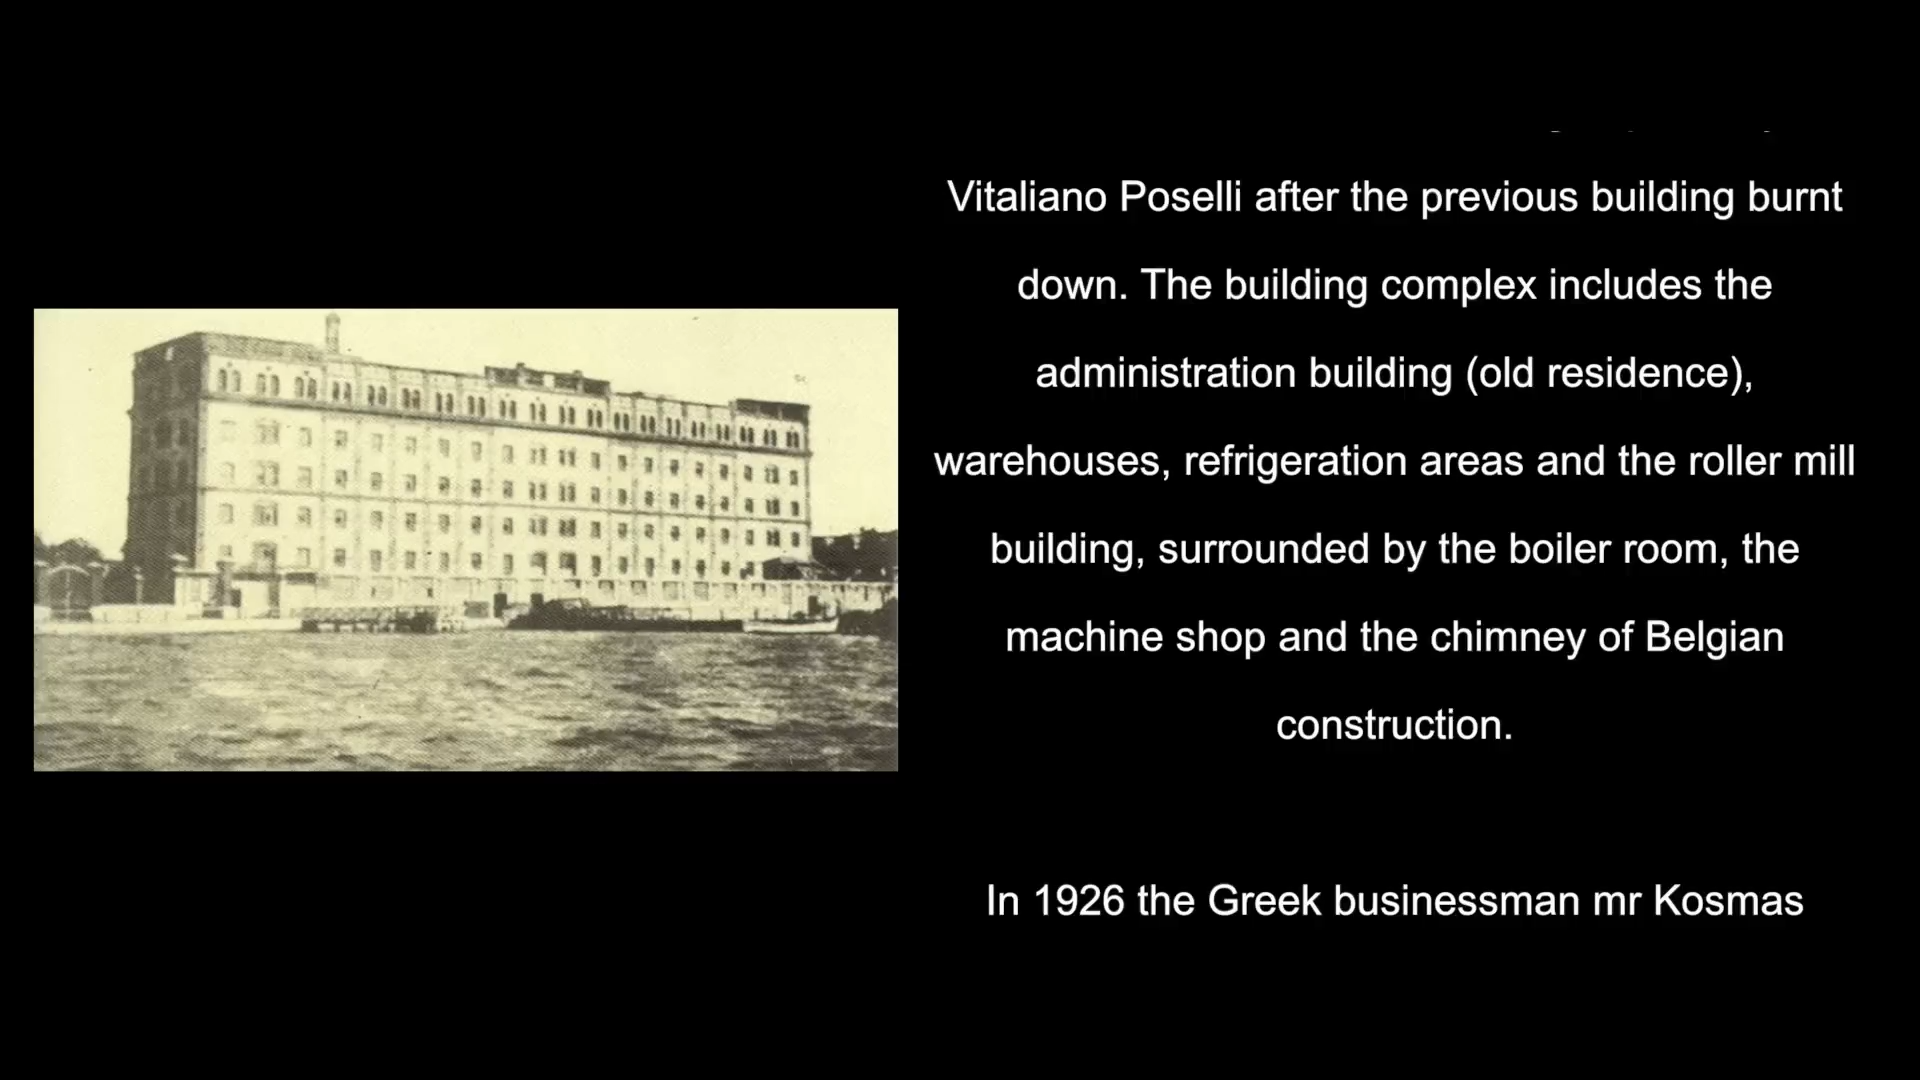 Vitaliano Poselli after the previous building burnt
down. The building complex includes the
administration building (old residence),
warehouses, refrigeration areas and the roller mill
building, surrounded by the boiler room, the
machine shop and the chimney of Belgian
construction.
In 1926 the Greek businessman mr Kosmas